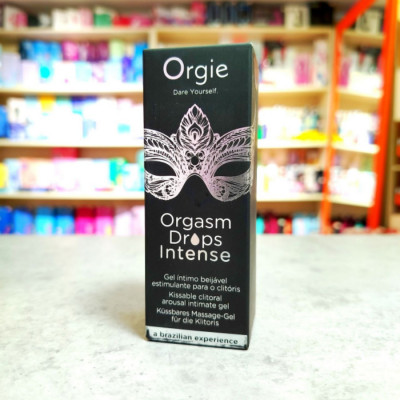 Orgie
Dare Yourself.
Orgasm
Drops
Intense
Gel íntimo beijável
estimulante para o clitóris
Kissable clitoral
arousal intimate gel
Küssbares Massage-Gel
für die Klitoris
a brazilian experience